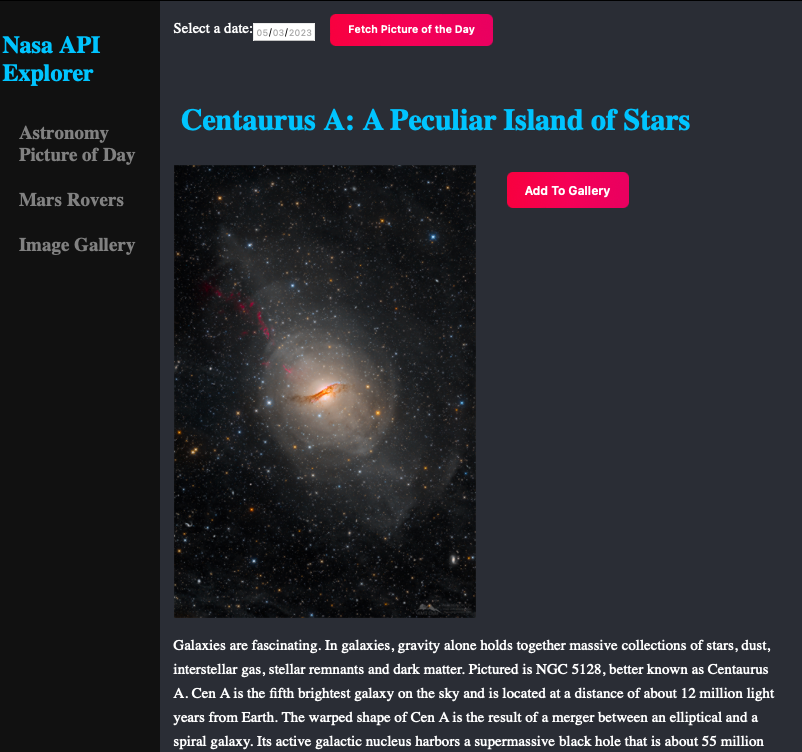 Nasa API
Explorer
Astronomy
Picture of Day
Mars Rovers
Image Gallery
Select a date: 05/03/2023 Fetch Picture of the Day
Centaurus A: A Peculiar Island of Stars
Add To Gallery
Galaxies are fascinating. In galaxies, gravity alone holds together massive collections of stars, dust,
interstellar gas, stellar remnants and dark matter. Pictured is NGC 5128, better known as Centaurus
A. Cen A is the fifth brightest galaxy on the sky and is located at a distance of about 12 million light
years from Earth. The warped shape of Cen A is the result of a merger between an elliptical and a
spiral galaxy. Its active galactic nucleus harbors a supermassive black hole that is about 55 million